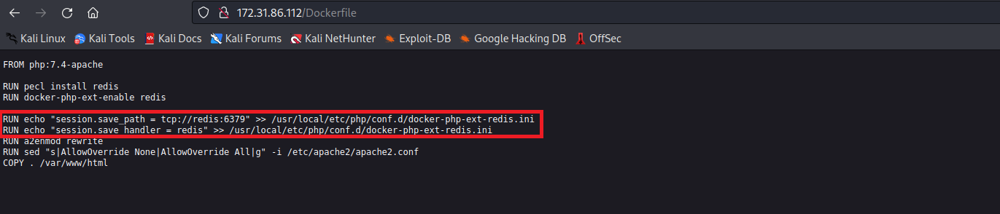 172.31.86.112/Dockerfile
Kali Linux Kali Tools Kali Docs Kali Forums Kali NetHunter Exploit-DB Google Hacking DB OffSec
FROM php:7.4-apache
RUN pecl install redis
RUN docker-php-ext-enable redis
RUN echo "session.save_path = tcp://redis:6379" >> /usr/local/etc/php/conf.d/docker-php-ext-redis.ini
RUN echo "session.save_handler = redis" >> /usr/local/etc/php/conf.d/docker-php-ext-redis.ini
RUN a2enmod rewrite
RUN sed "s|AllowOverride None|AllowOverride All|g" -i /etc/apache2/apache2.conf
COPY . /var/www/html